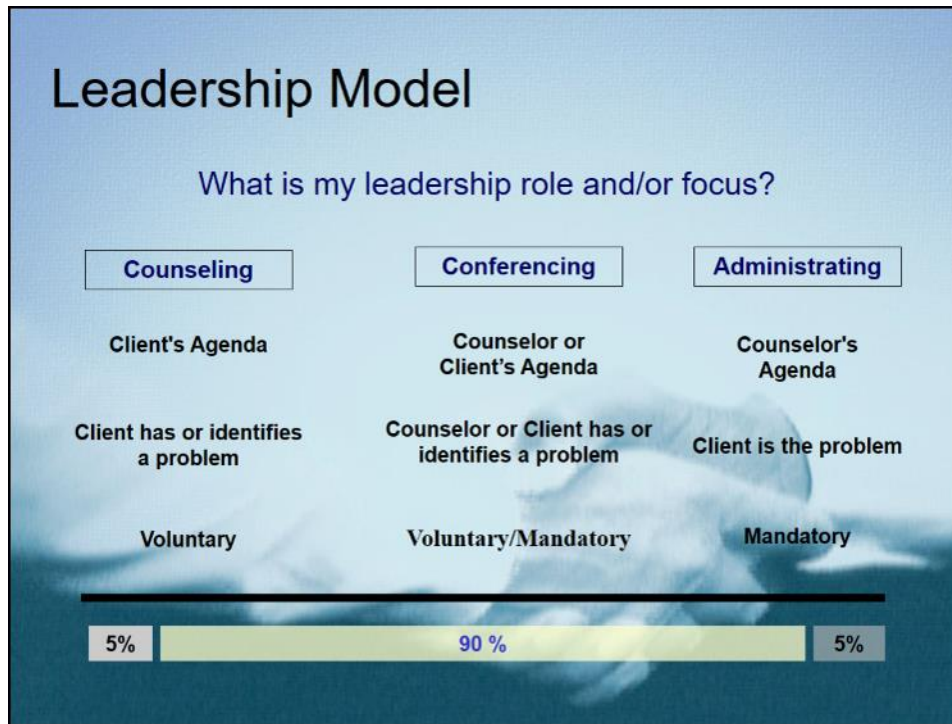 Leadership Model
What is my leadership role and/or focus?
Counseling
Conferencing
Administrating
Client's Agenda
Counselor or
Client’s Agenda
Counselor's
Agenda
Client has or identifies
a problem
Counselor or Client has or
identifies a problem
Client is the problem
Voluntary
Voluntary/Mandatory
Mandatory
5%
90 %
5%